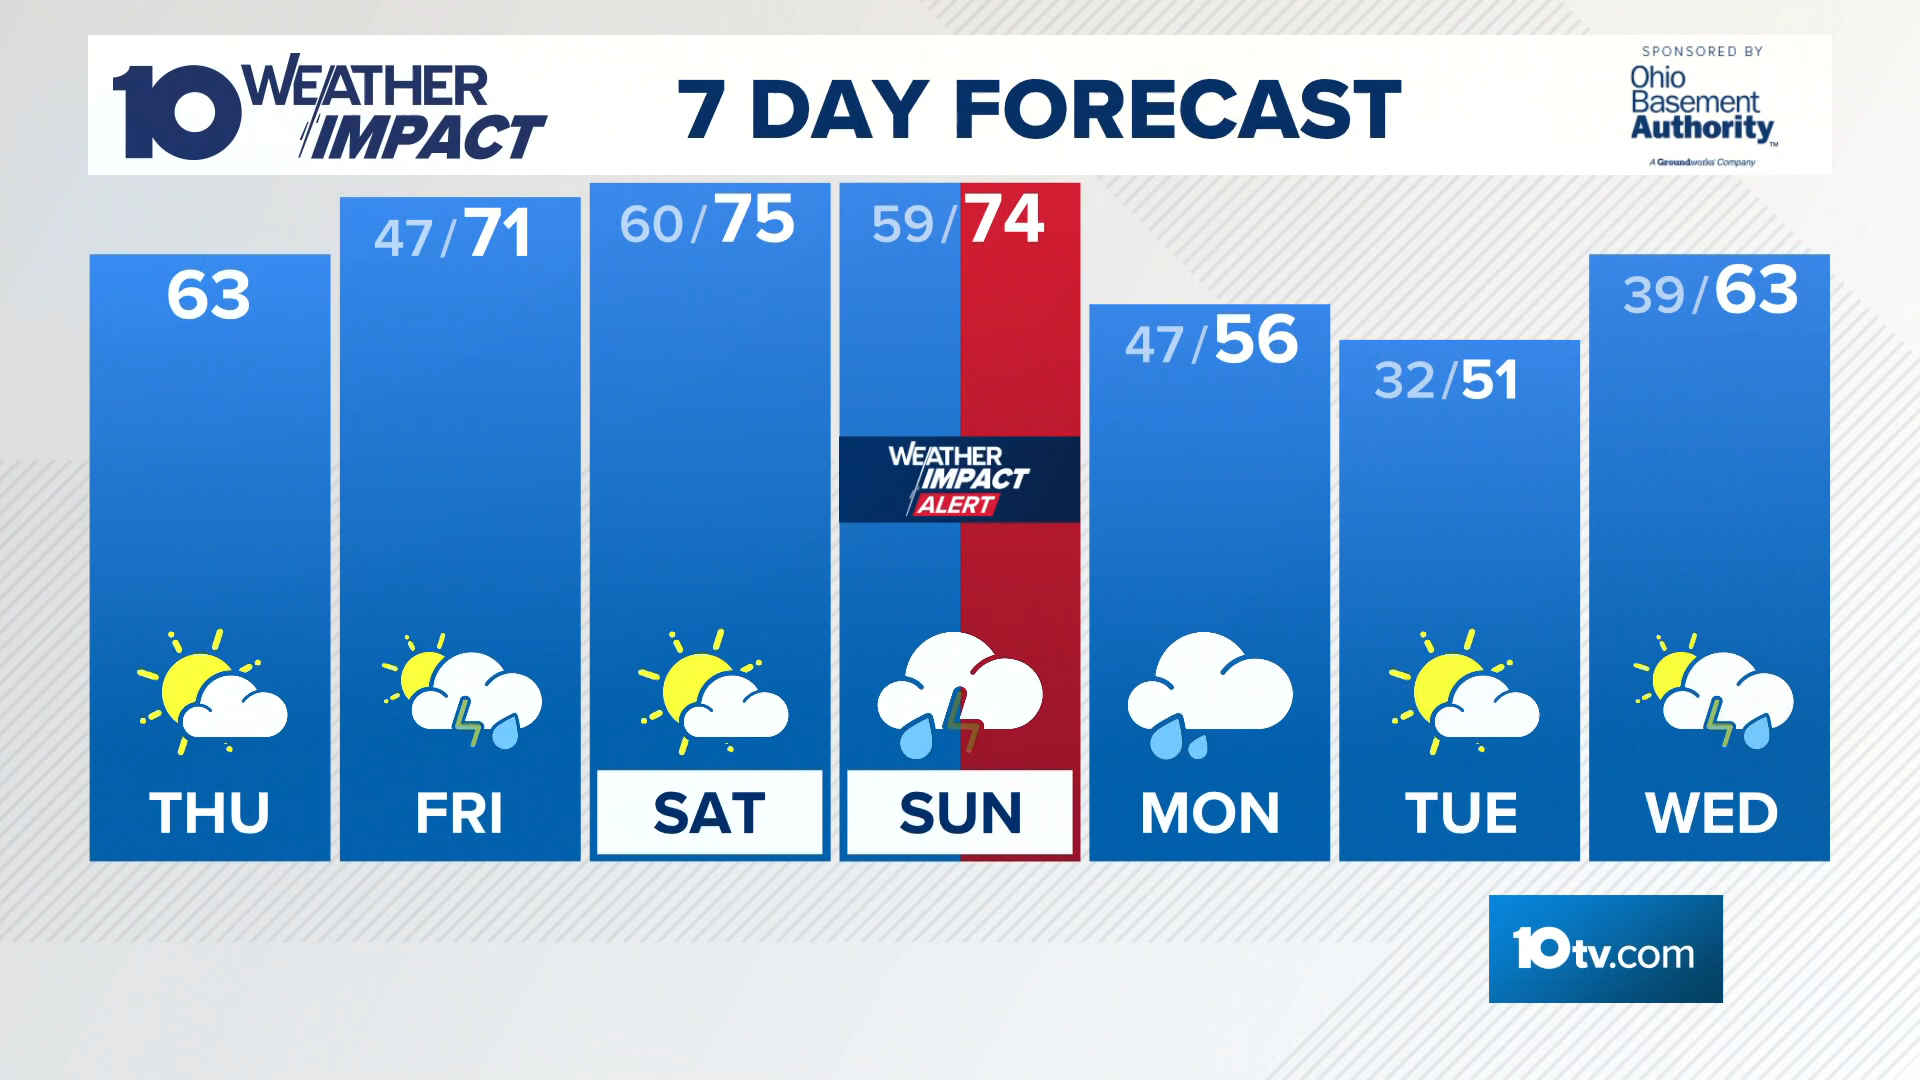 10 WEATHER
IMPACT
7 DAY FORECAST
SPONSORED BY
Ohio
Basement
Authority™
A Groundworks Company
63
47/71
60/75
59/74
47/56
32/51
39/63
WEATHER
IMPACT
ALERT
THU
FRI
SAT
SUN
MON
TUE
WED
10tv.com